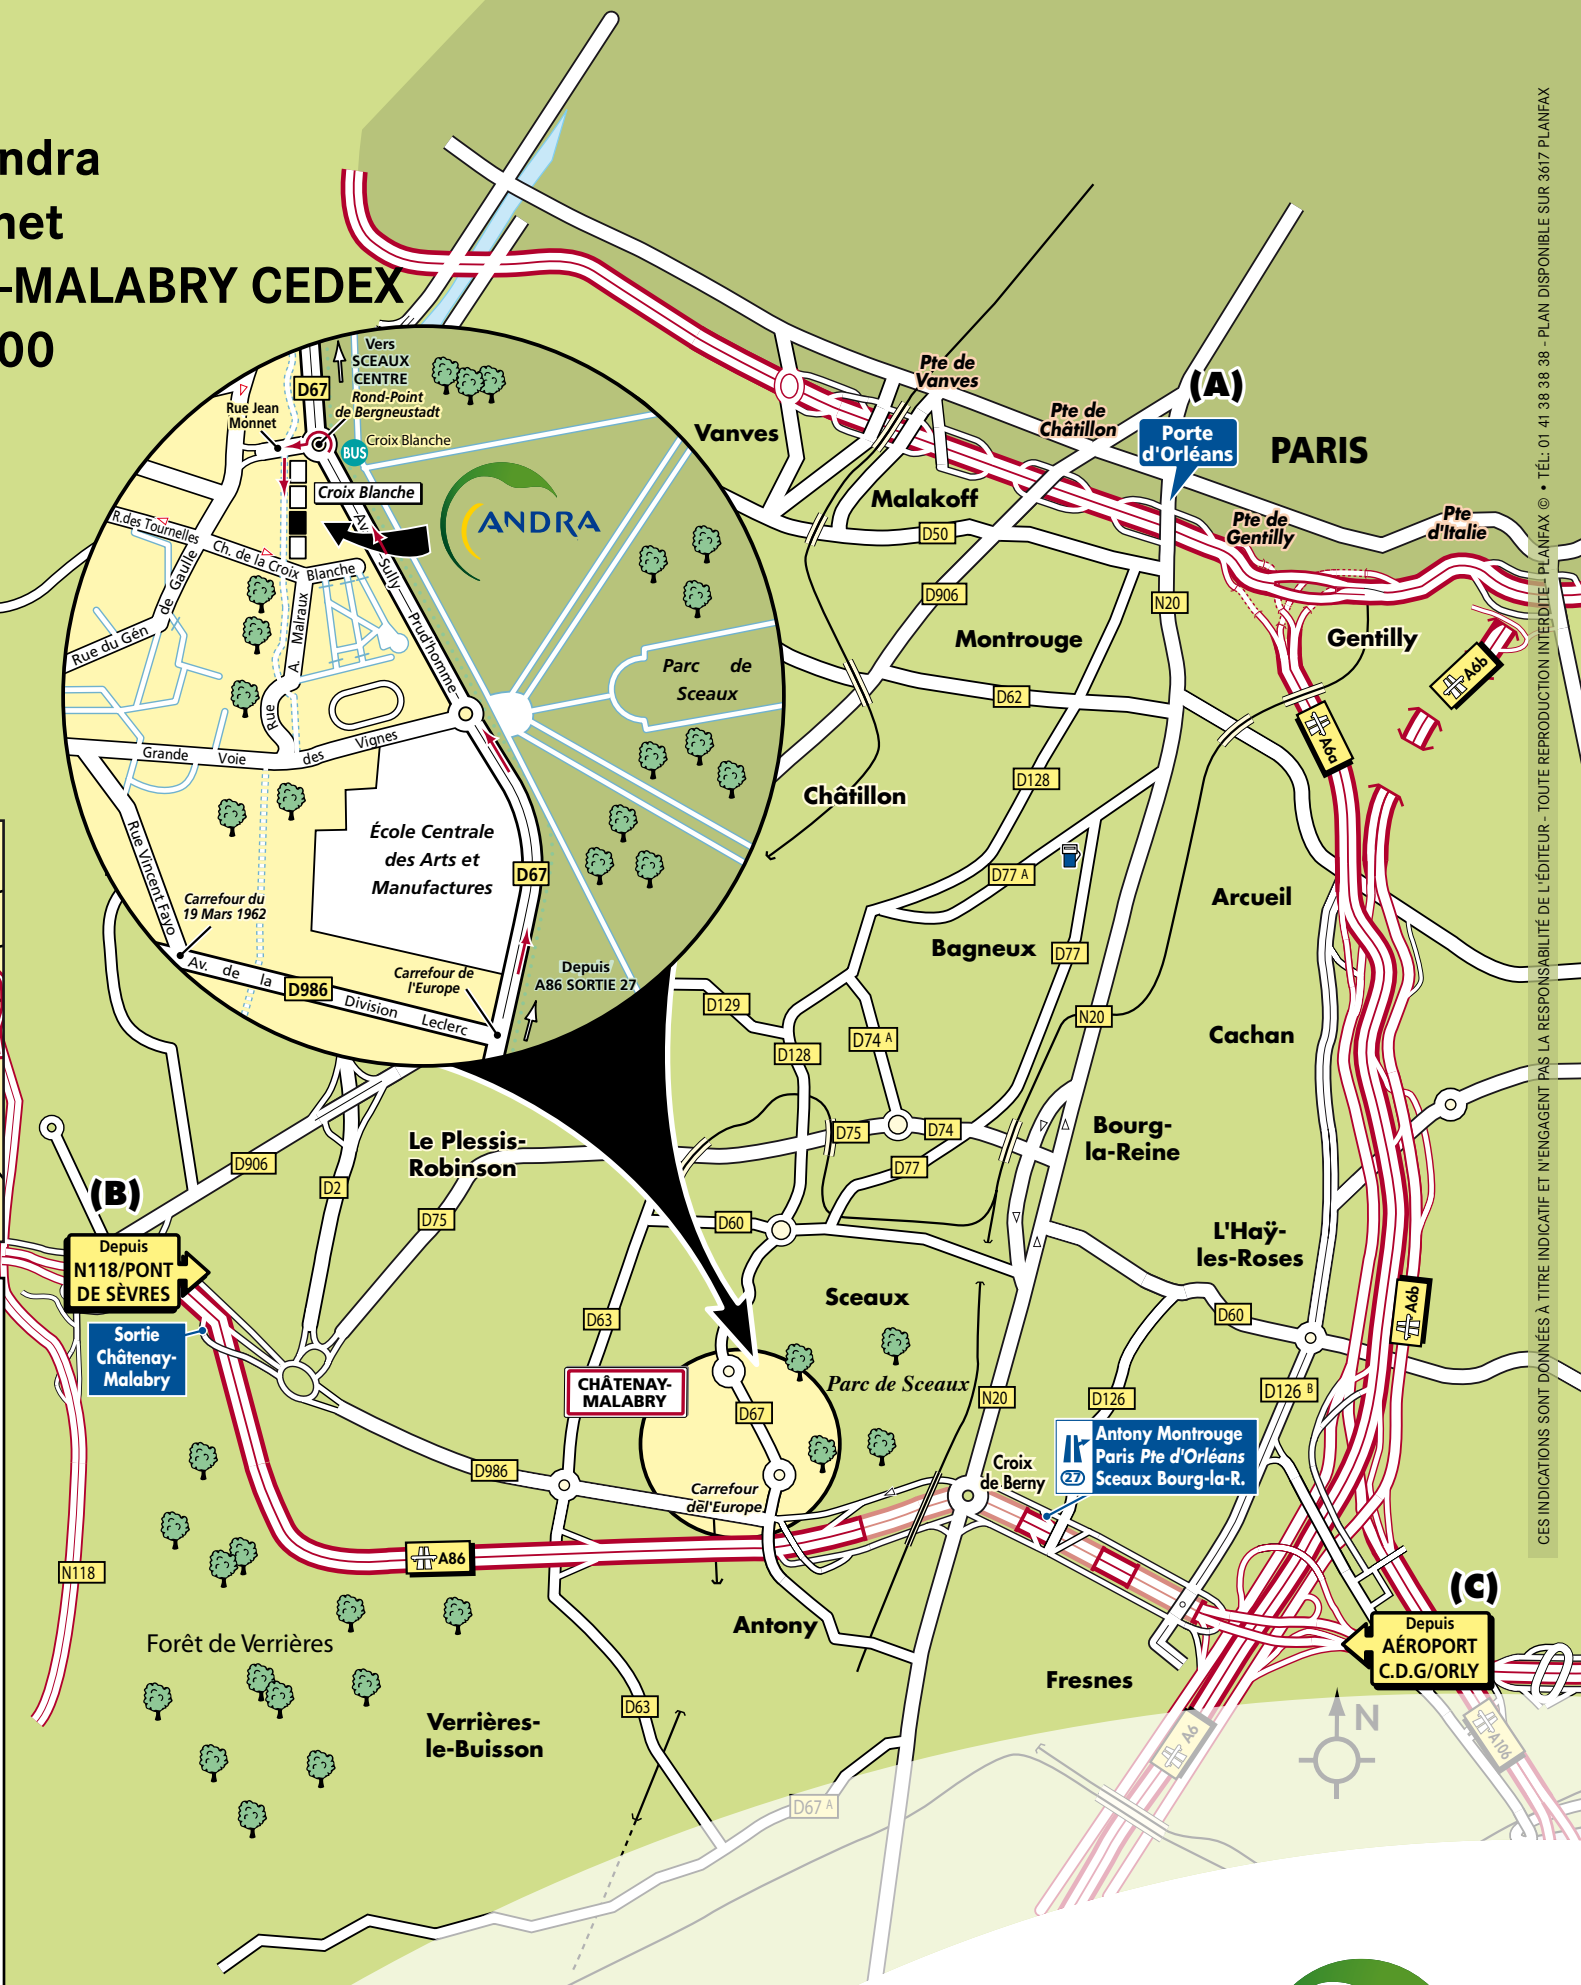 ndra
net
-MALABRY CEDEX
00
Vers
SCEAUX
CENTRE
D67
Rond-Point
de Bergneustadt
Rue Jean
Monnet
BUS
Croix Blanche
Croix Blanche
ANDRA
R.des Tournelles
Ch. de la Croix Blanche
Rue du Gén de Gaulle
Rue A. Malraux
Av. Sully-Prud'homme
Parc de
Sceaux
Grande Voie des Vignes
École Centrale
des Arts et
Manufactures
D67
Rue Vincent Fayo
Carrefour du
19 Mars 1962
Av. de la Division Leclerc
D986
Carrefour de
l'Europe
Depuis
A86 SORTIE 27
Pte de
Vanves
(A)
Pte de
Châtillon
Porte
d'Orléans
PARIS
Vanves
Malakoff
D50
Pte de
Gentilly
Pte
d'Italie
D906
N20
Montrouge
Gentilly
A6b
D62
A6a
D128
Châtillon
D77 A
Arcueil
Bagneux
D77
D129
N20
Cachan
D128
D74 A
D75
D74
Bourg-
la-Reine
D77
Le Plessis-
Robinson
D906
D2
D75
D60
(B)
Depuis
N118/PONT
DE SÈVRES
Sortie
Châtenay-
Malabry
L'Haÿ-
les-Roses
Sceaux
D63
D60
A6b
CHÂTENAY-
MALABRY
Parc de Sceaux
D67
N20
D126
D126 B
Antony Montrouge
Paris Pte d'Orléans
27 Sceaux Bourg-la-R.
D986
Croix
de Berny
Carrefour
de l'Europe
A86
N118
(C)
Depuis
AÉROPORT
C.D.G/ORLY
Antony
Forêt de Verrières
Fresnes
D63
Verrières-
le-Buisson
A6
N
A106
D67 A
CES INDICATIONS SONT DONNÉES À TITRE INDICATIF ET N'ENGAGENT PAS LA RESPONSABILITÉ DE L'ÉDITEUR - TOUTE REPRODUCTION INTERDITE - PLANFAX © • TÉL: 01 41 38 38 38 - PLAN DISPONIBLE SUR 3617 PLANFAX